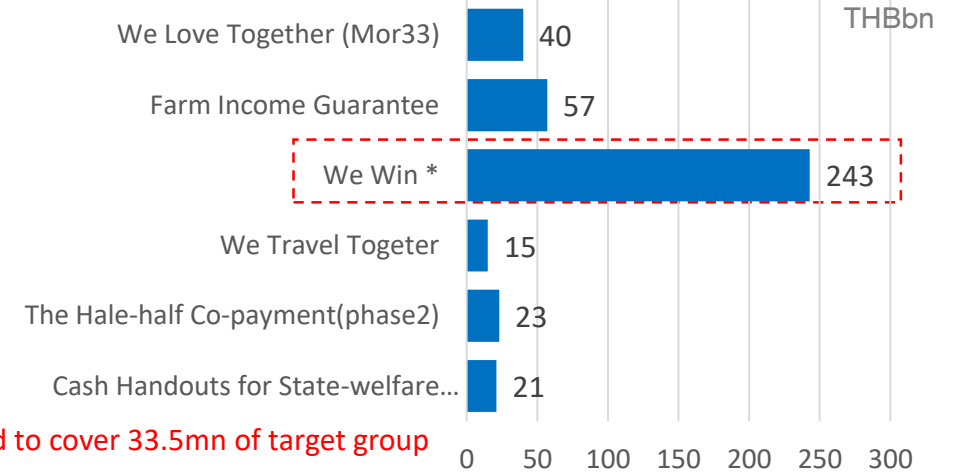 THBbn
We Love Together (Mor33) 40
Farm Income Guarantee 57
We Win * 243
We Travel Togeter 15
The Hale-half Co-payment(phase2) 23
Cash Handouts for State-welfare... 21
to cover 33.5mn of target group
0 50 100 150 200 250 300